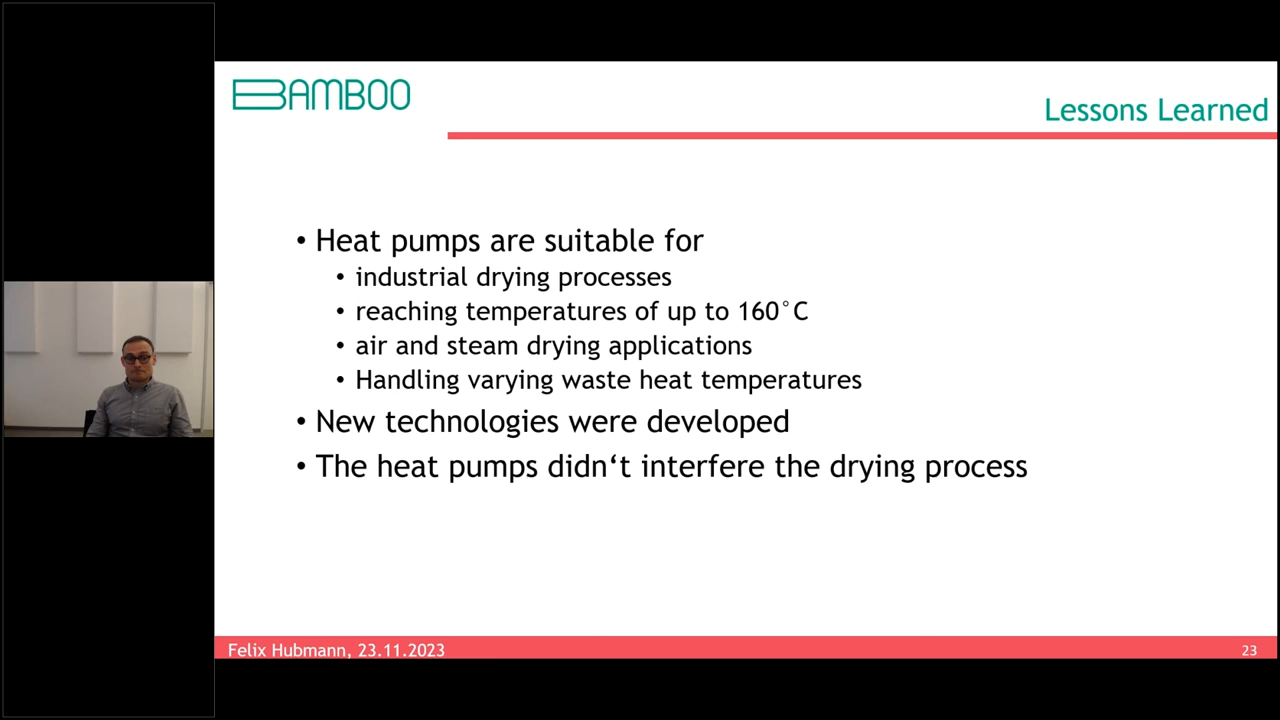 BAMBOO
Lessons Learned
• Heat pumps are suitable for
• industrial drying processes
• reaching temperatures of up to 160°C
• air and steam drying applications
• Handling varying waste heat temperatures
• New technologies were developed
• The heat pumps didn‘t interfere the drying process
Felix Hubmann, 23.11.2023
23